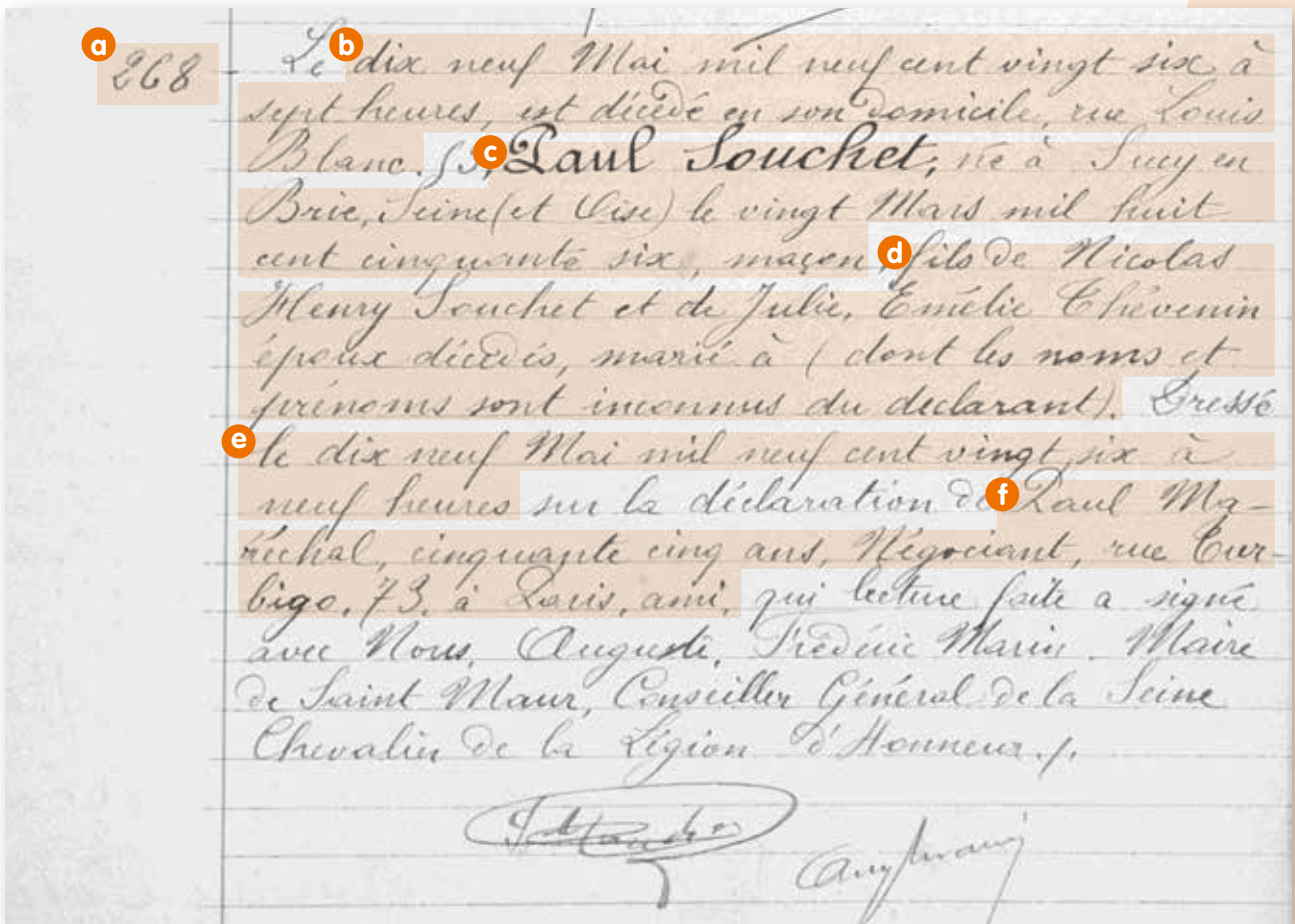 a
268
b
Le dix neuf Mai mil neuf cent vingt six à
sept heures, est décédé en son domicile, rue Louis
Blanc.
c
Paul Souchet, né à Sucy en
Brie, Seine (et Oise) le vingt Mars mil huit
cent cinquante six, maçon,
d
fils de Nicolas
Henry Souchet et de Julie, Emélie Thévenin
époux décédés, marié à (dont les noms et
prénoms sont inconnus du declarant). Dressé
e
le dix neuf Mai mil neuf cent vingt six à
neuf heures sur la déclaration de
f
Paul Ma-
réchal, cinquante cinq ans, Négociant, rue Tur-
bigo, 73, à Paris, ami, qui lecture faite a signé
avec Nous, Auguste, Frédéric Marin. Maire
de Saint Maur, Conseiller Général de la Seine
Chevalier de la Légion d'Honneur./.